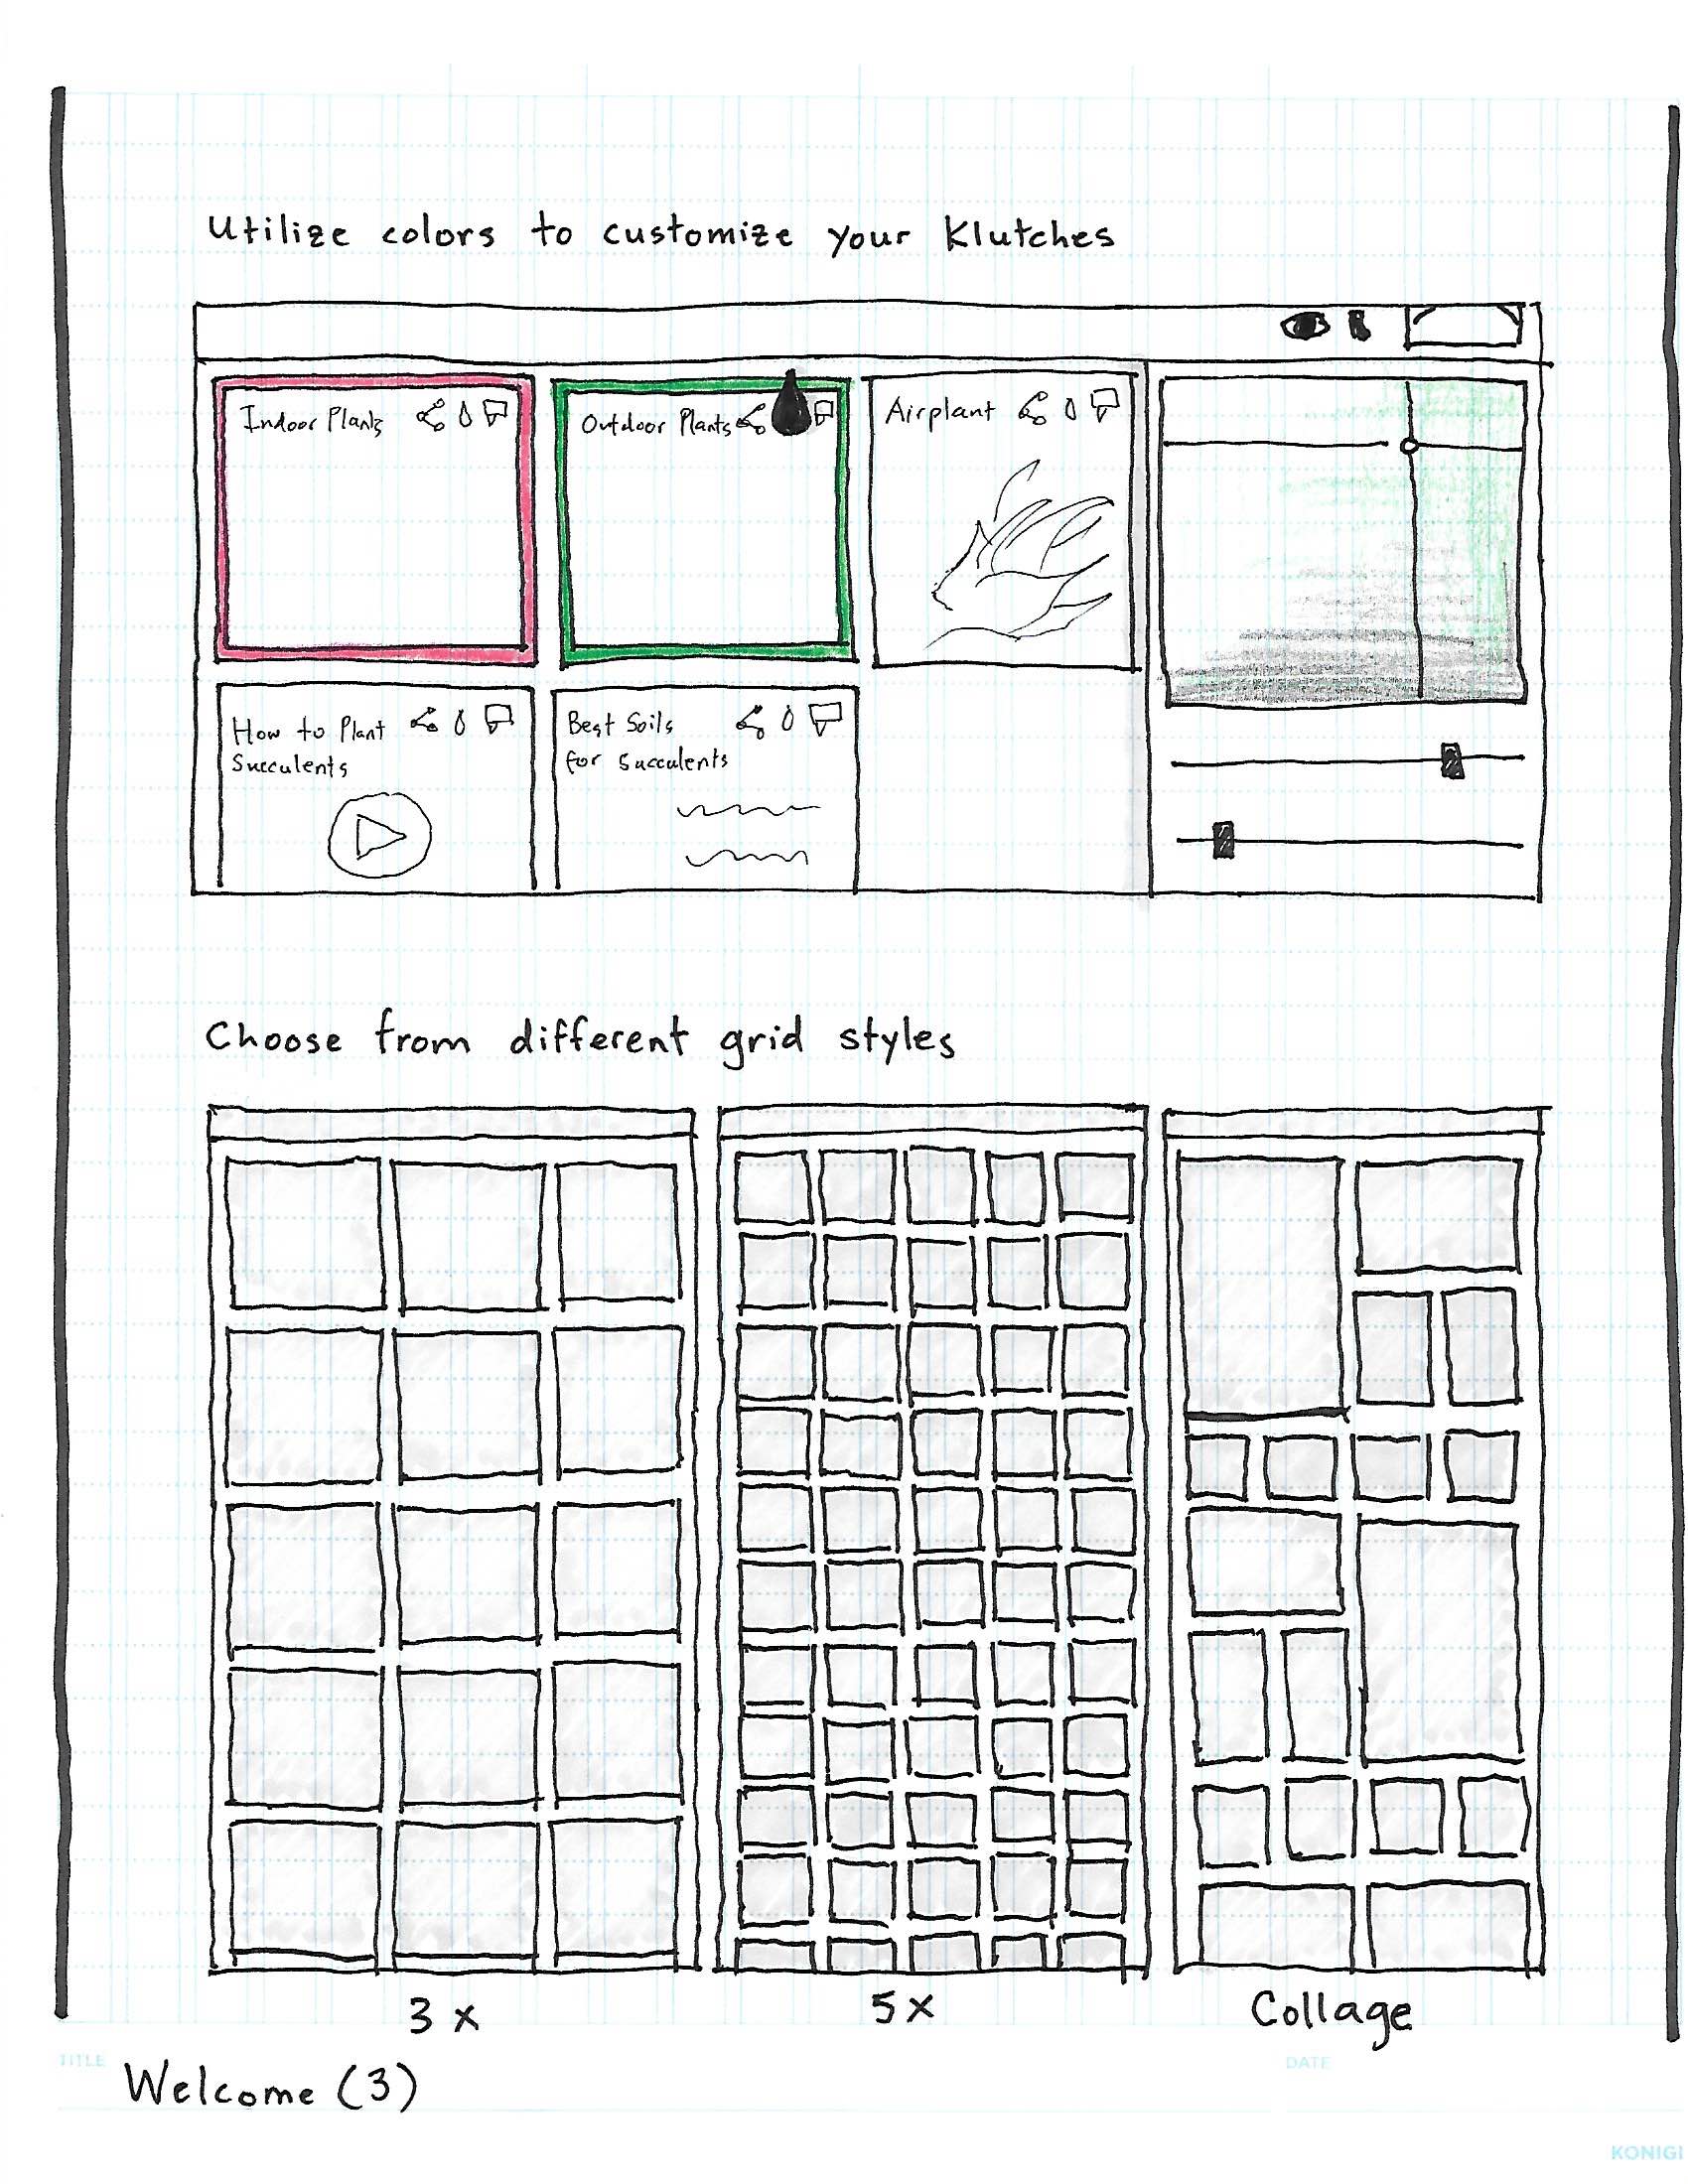 Utilize colors to customize your Klutches
Indoor Plants
Outdoor Plants
Airplant
How to Plant
Succulents
Best Soils
for Succulents
Choose from different grid styles
3 x
5 x
Collage
TITLE
DATE
Welcome (3)
KONIGI